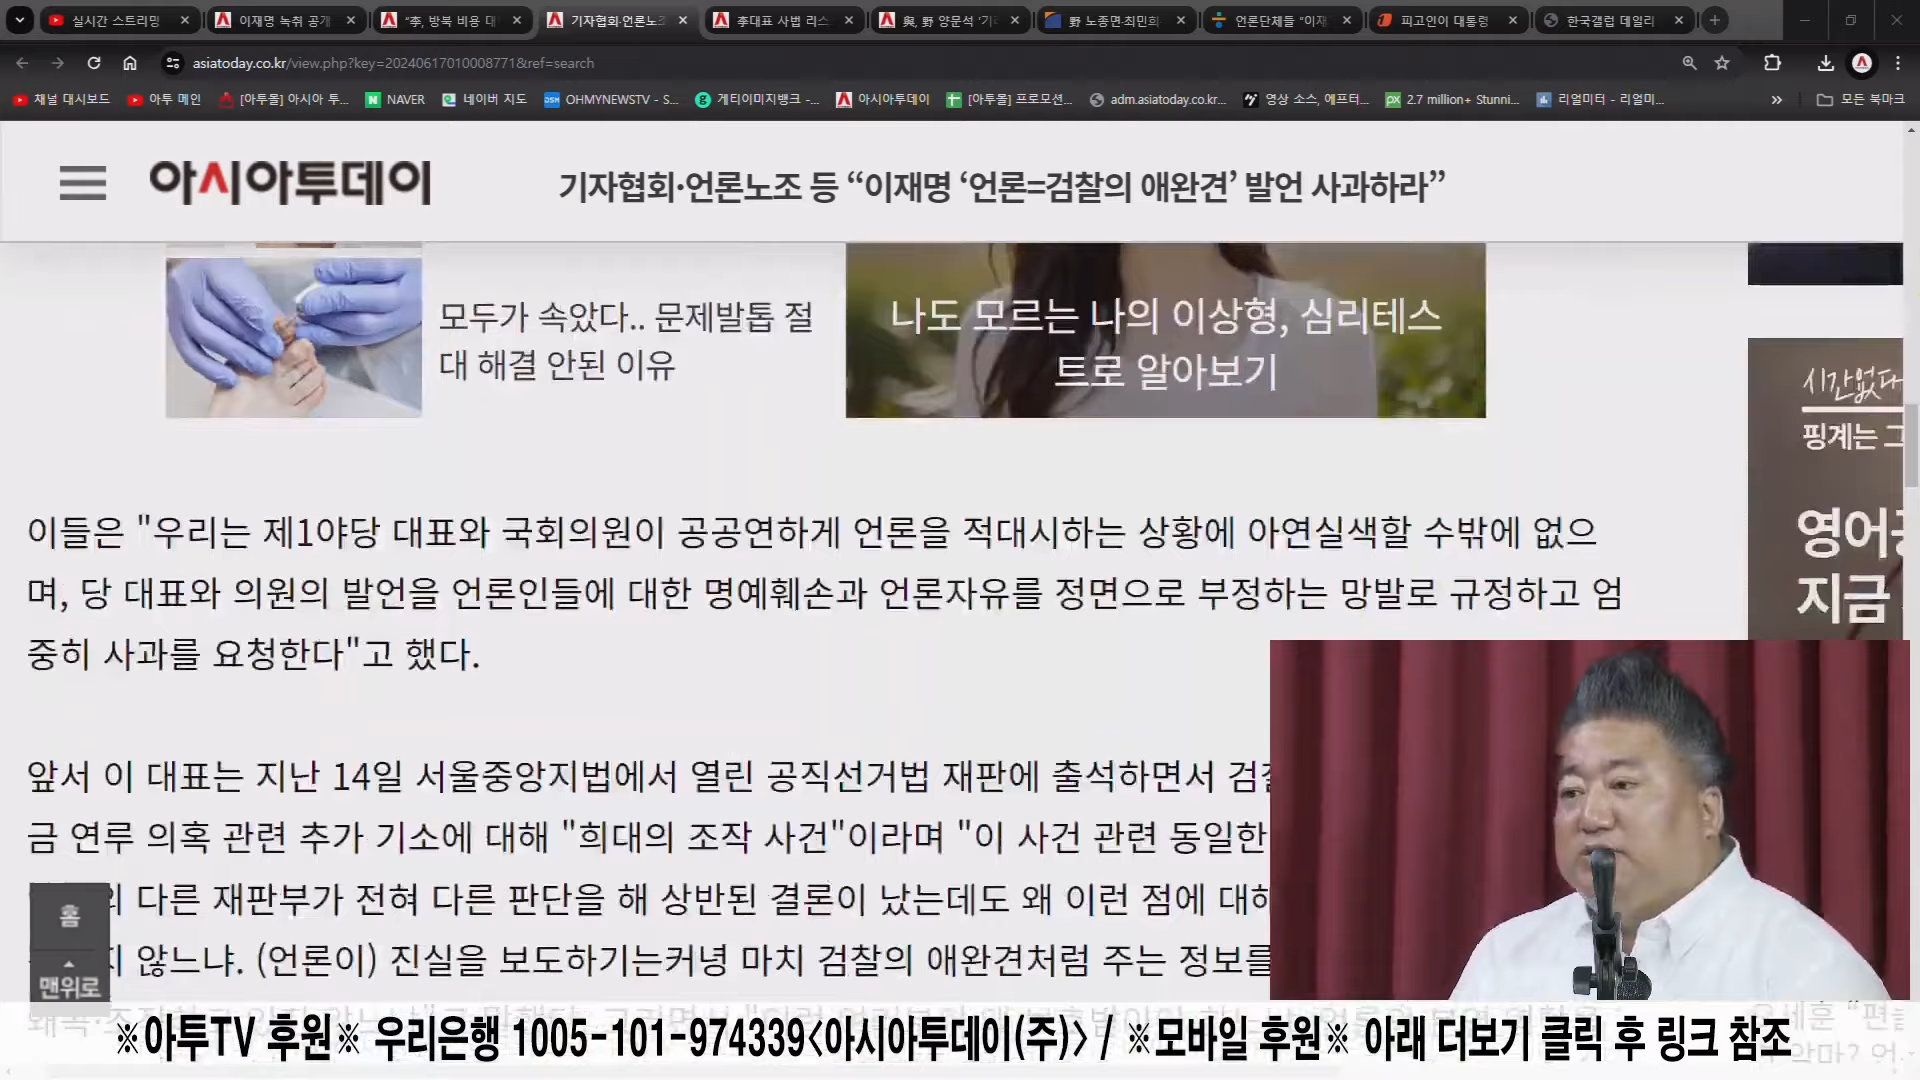 실시간 스트리밍
이재명 녹취 공개
"李, 방북 비용 대
기자협회·언론노조
李대표 사법 리스
與, 野 양문석 '기
野 노종면·최민희
언론단체들 "이재
피고인이 대통령
한국갤럽 데일리
asiatoday.co.kr/view.php?key=20240617010008771&ref=search
채널 대시보드
아투 메인
[아투몰] 아시아 투...
NAVER
네이버 지도
OHMYNEWSTV - S...
게티이미지뱅크 -...
아시아투데이
[아투몰] 프로모션...
adm.asiatoday.co.kr...
영상 소스, 에프터...
2.7 million+ Stunni...
리얼미터 - 리얼미...
모든 북마크
아시아투데이
기자협회·언론노조 등 “이재명 ‘언론=검찰의 애완견’ 발언 사과하라”
모두가 속았다.. 문제발톱 절
대 해결 안된 이유
나도 모르는 나의 이상형, 심리테스
트로 알아보기
시간없다
핑계는 그
영어공
지금
이들은 "우리는 제1야당 대표와 국회의원이 공공연하게 언론을 적대시하는 상황에 아연실색할 수밖에 없으
며, 당 대표와 의원의 발언을 언론인들에 대한 명예훼손과 언론자유를 정면으로 부정하는 망발로 규정하고 엄
중히 사과를 요청한다"고 했다.
앞서 이 대표는 지난 14일 서울중앙지법에서 열린 공직선거법 재판에 출석하면서 검찰
금 연루 의혹 관련 추가 기소에 대해 "희대의 조작 사건"이라며 "이 사건 관련 동일한
다른 재판부가 전혀 다른 판단을 해 상반된 결론이 났는데도 왜 이런 점에 대해
않느냐. (언론이) 진실을 보도하기는커녕 마치 검찰의 애완견처럼 주는 정보를
홈
맨위로
※아투TV 후원※ 우리은행 1005-101-974339<아시아투데이(주)> / ※모바일 후원※ 아래 더보기 클릭 후 링크 참조